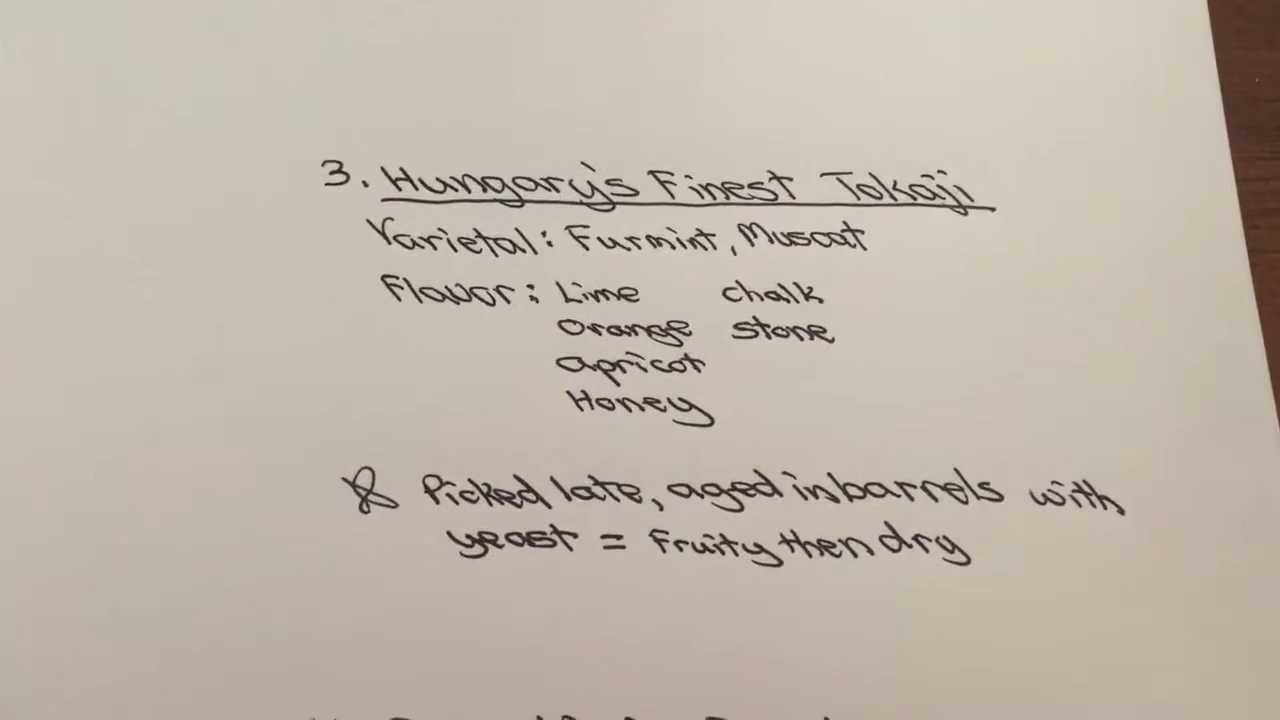 3. Hungary's Finest Tokaji
Varietal: Furmint, Muscat
Flavor: Lime chalk
Orange stone
Apricot
Honey
Picked late, aged in barrels with
yeast = fruity then dry